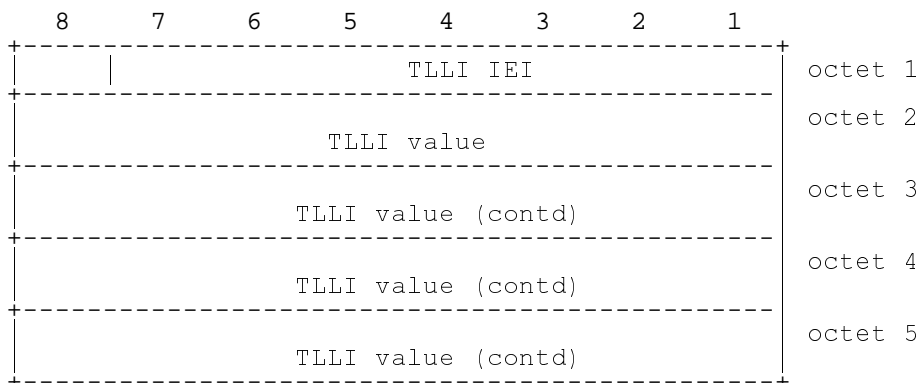 8 7 6 5 4 3 2 1
TLLI IEI octet 1
octet 2
TLLI value
octet 3
TLLI value (contd)
octet 4
TLLI value (contd)
octet 5
TLLI value (contd)